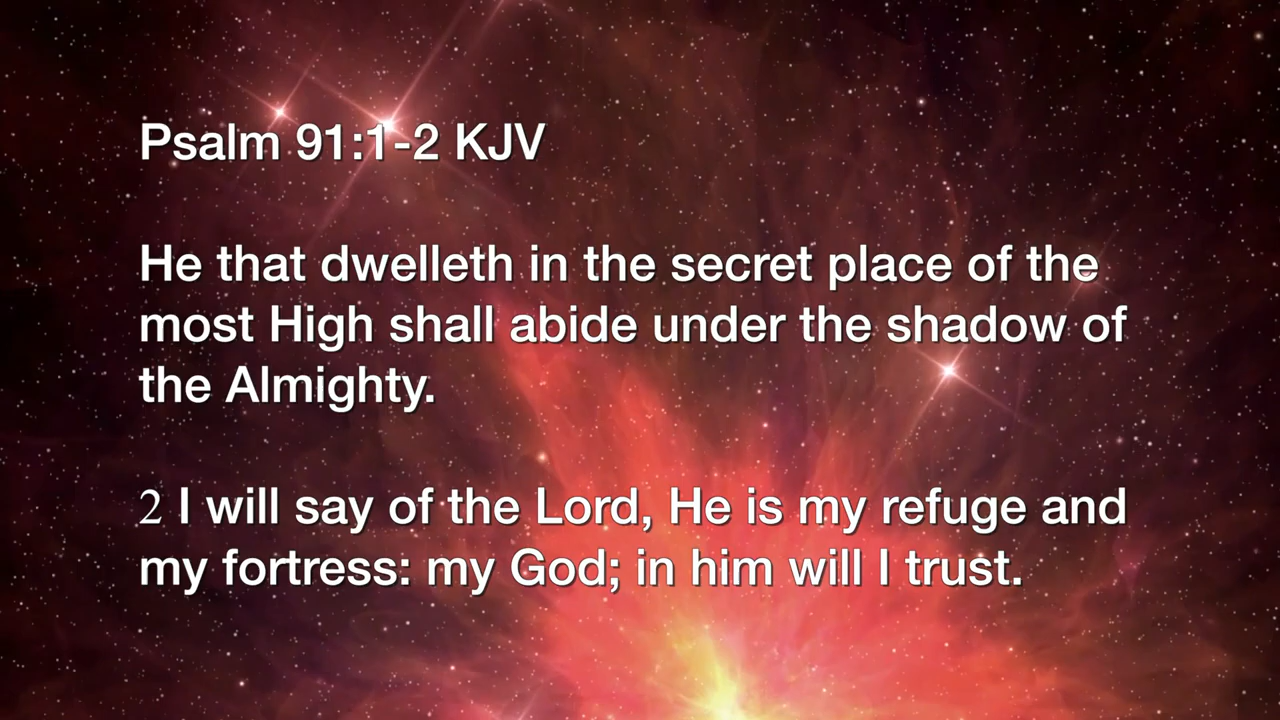 Psalm 91:1-2 KJV
He that dwelleth in the secret place of the
most High shall abide under the shadow of
the Almighty.
2 I will say of the Lord, He is my refuge and
my fortress: my God; in him will I trust.